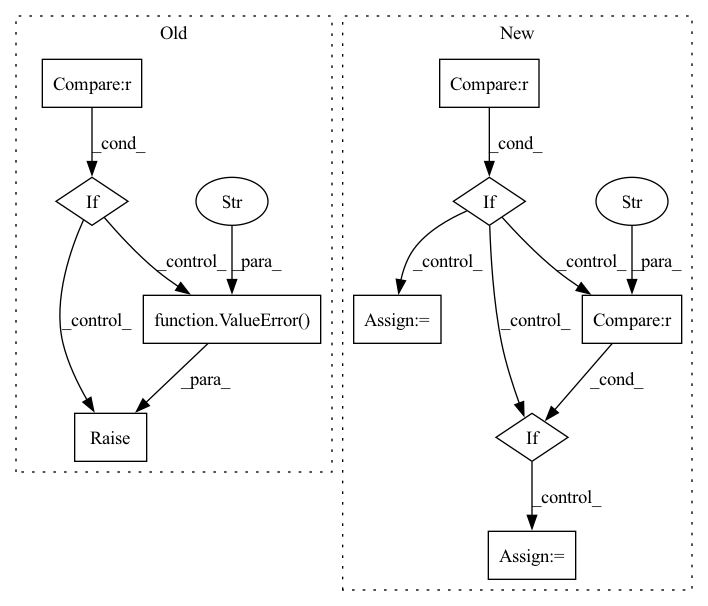 Old
New
Compare:r
Compare:r
_cond_
_cond_
If
Str
If
Str
_control_
_para_
_control_
_control_
_para_
function.ValueError()
Assign:=
Compare:r
_control_
_control_
_para_
_cond_
Raise
If
_control_
Assign:=